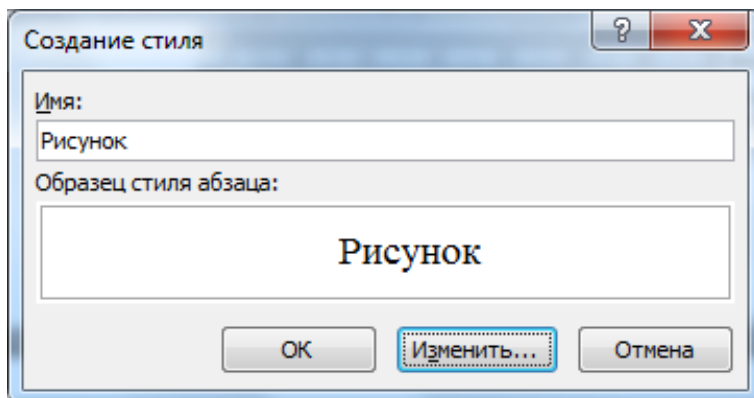 Создание стиля
Имя:
Рисунок
Образец стиля абзаца:
Рисунок
ОК Изменить... Отмена